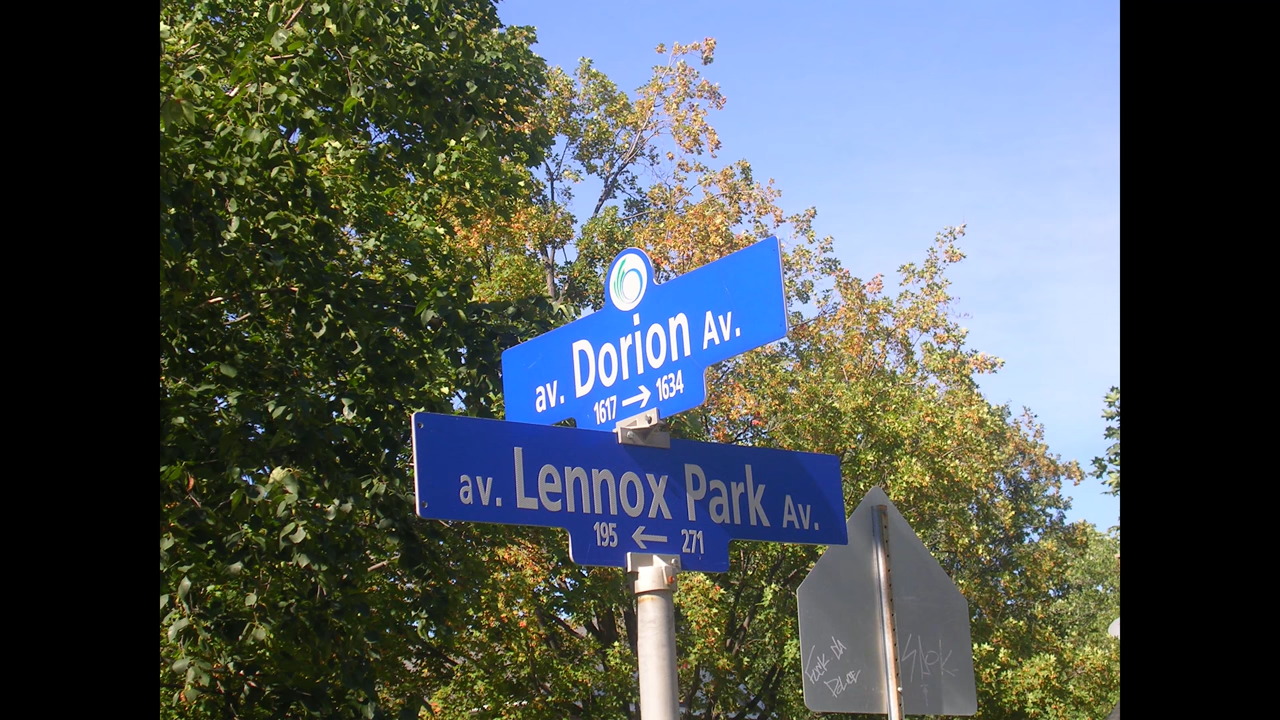 av. Dorion Av.
1617 → 1634
av. Lennox Park Av.
195 ← 271